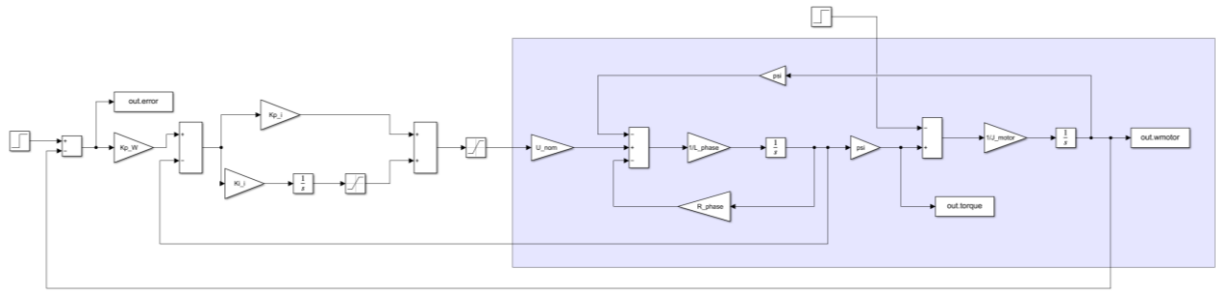 psi
out.error
Kp_W
Kp_i
Ki_i
1
s
U_nom
1/L_phase
1
s
psi
R_phase
1/J_motor
1
s
out.wmotor
out.torque